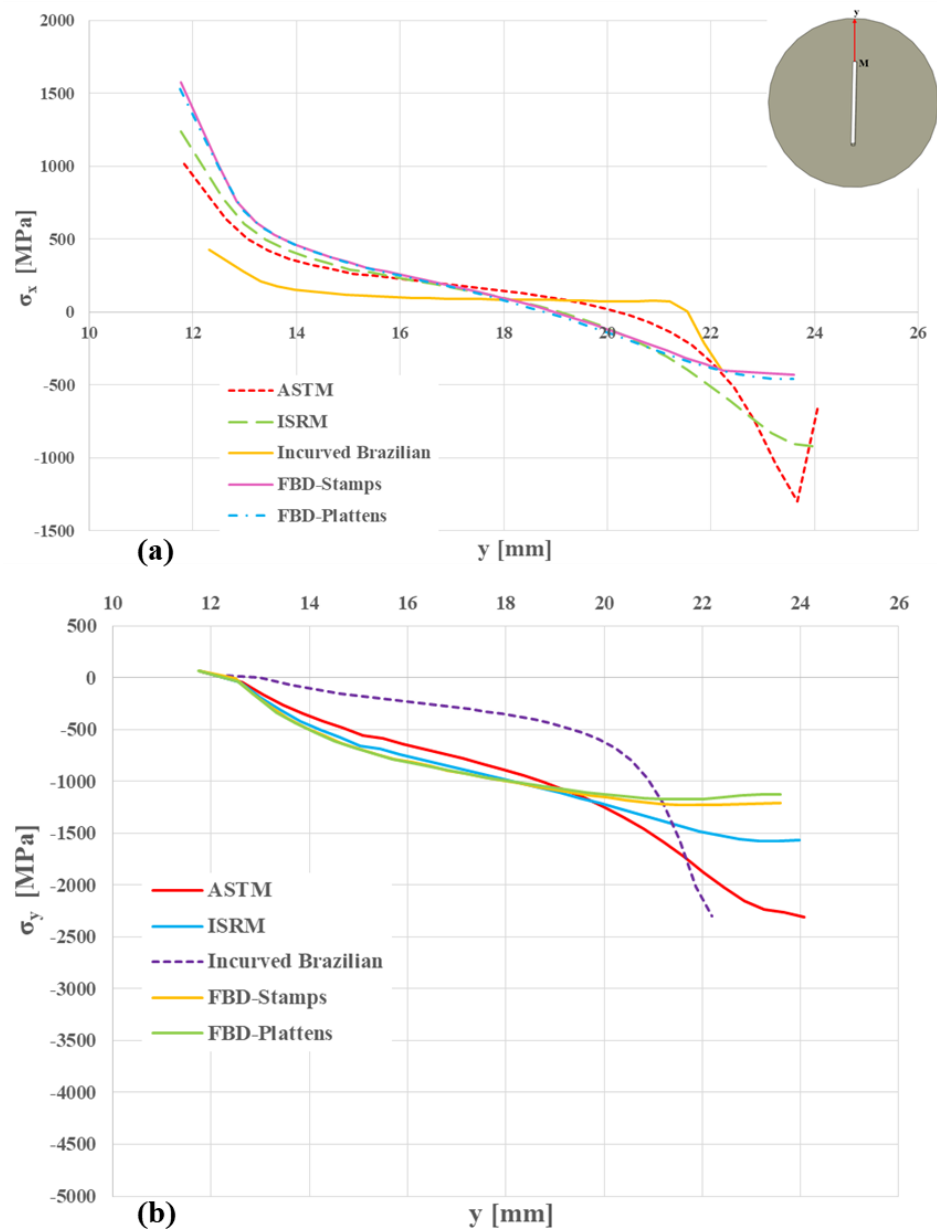 2000
1500
1000
500
0
-500
-1000
-1500
σx [MPa]
10 12 14 16 18 20 22 24 26
y
M
ASTM
ISRM
Incurved Brazilian
FBD-Stamps
FBD-Plattens
(a)
y [mm]
10 12 14 16 18 20 22 24 26
500
0
-500
-1000
-1500
-2000
-2500
-3000
-3500
-4000
-4500
-5000
σy [MPa]
ASTM
ISRM
Incurved Brazilian
FBD-Stamps
FBD-Plattens
(b)
y [mm]